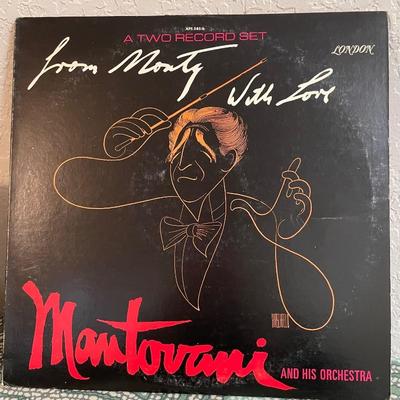 A TWO RECORD SET
LONDON
From Monty
With Love
Mantovani
AND HIS ORCHESTRA